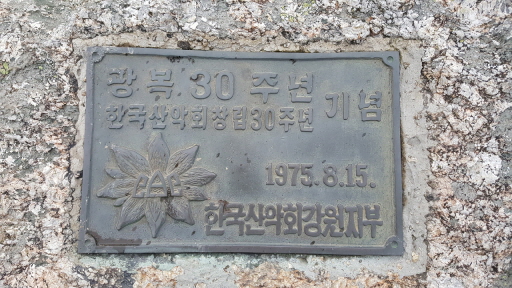 광복 30 주년
한국산악회창립30주년 기념
1975.8.15.
한국산악회강원지부